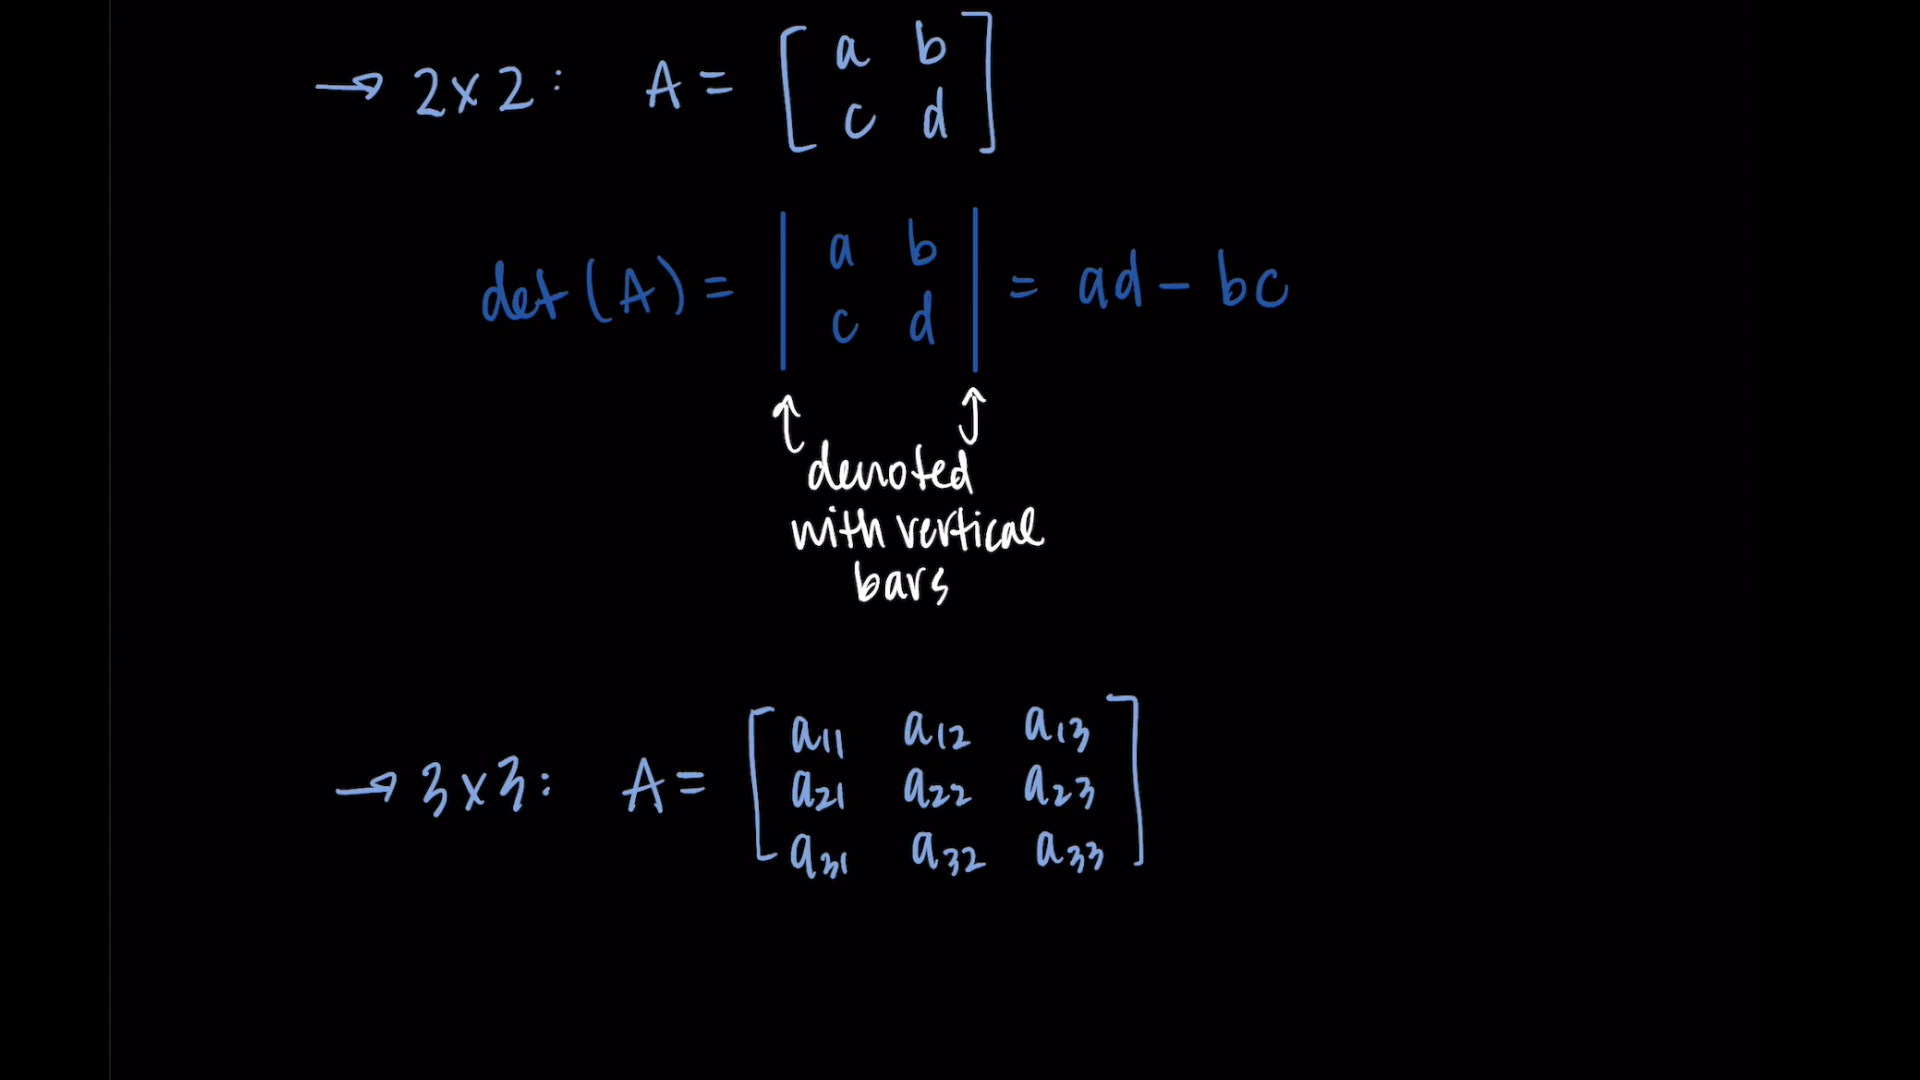 → 2x2: A = [ a b
c d ]
det (A) = | a b
c d | = ad - bc
denoted
with vertical
bars
→ 3x3: A = [ a₁₁ a₁₂ a₁₃
a₂₁ a₂₂ a₂₃
a₃₁ a₃₂ a₃₃ ]